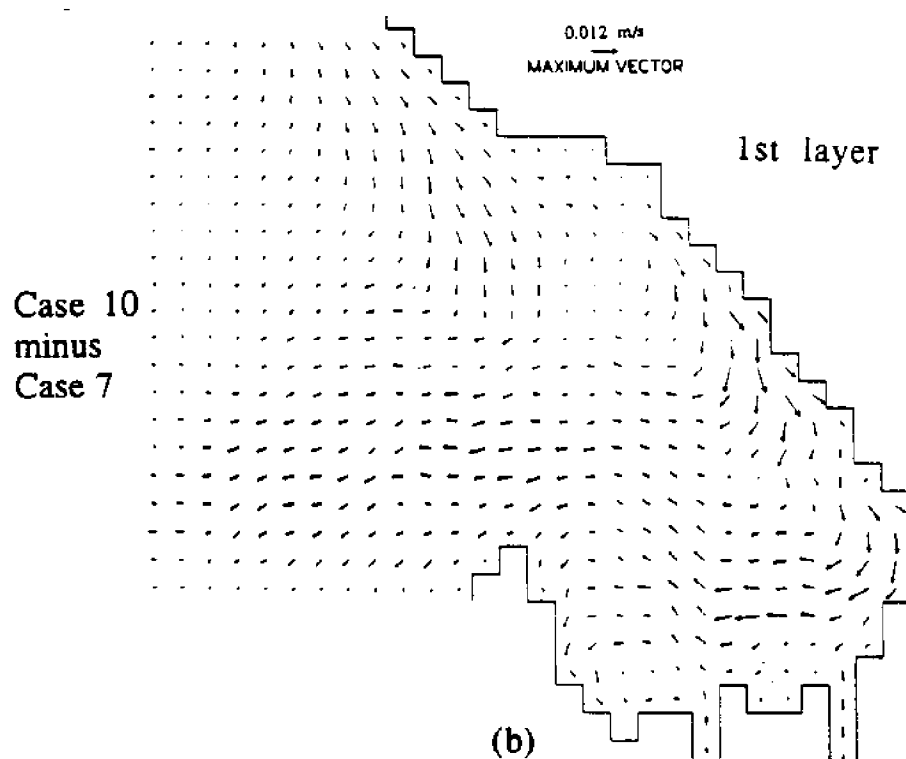 0.012 m/s
MAXIMUM VECTOR
1st layer
Case 10
minus
Case 7
(b)